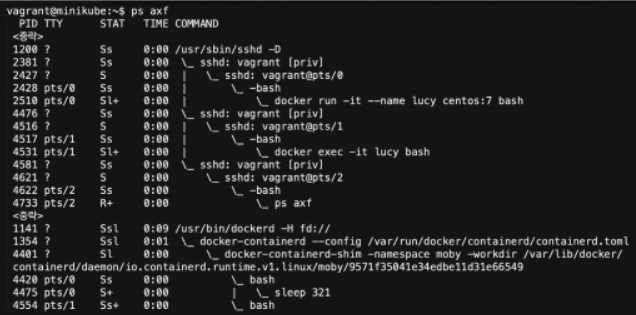 vagrant@minikube:~$ ps axf
  PID TTY      STAT   TIME COMMAND
<중략>
 1200 ?        Ss     0:00 /usr/sbin/sshd -D
 2381 ?        Ss     0:00  \_ sshd: vagrant [priv]
 2427 ?        S      0:00  |   \_ sshd: vagrant@pts/0
 2428 pts/0    Ss     0:00  |       \_ -bash
 2510 pts/0    Sl+    0:00  |           \_ docker run -it --name lucy centos:7 bash
 4476 ?        Ss     0:00  \_ sshd: vagrant [priv]
 4516 ?        S      0:00  |   \_ sshd: vagrant@pts/1
 4517 pts/1    Ss     0:00  |       \_ -bash
 4531 pts/1    Sl+    0:00  |           \_ docker exec -it lucy bash
 4581 ?        Ss     0:00  \_ sshd: vagrant [priv]
 4621 ?        S      0:00      \_ sshd: vagrant@pts/2
 4622 pts/2    Ss     0:00          \_ -bash
 4733 pts/2    R+     0:00              \_ ps axf
<중략>
 1141 ?        Ssl    0:09 /usr/bin/dockerd -H fd://
 1354 ?        Ssl    0:01  \_ docker-containerd --config /var/run/docker/containerd/containerd.toml
 4401 ?        Sl     0:00      \_ docker-containerd-shim -namespace moby -workdir /var/lib/docker/
containerd/daemon/io.containerd.runtime.v1.linux/moby/9571f35041e34edbe11d31e66549
 4420 pts/0    Ss     0:00          \_ bash
 4475 pts/0    S+     0:00          |   \_ sleep 321
 4554 pts/1    Ss+    0:00          \_ bash